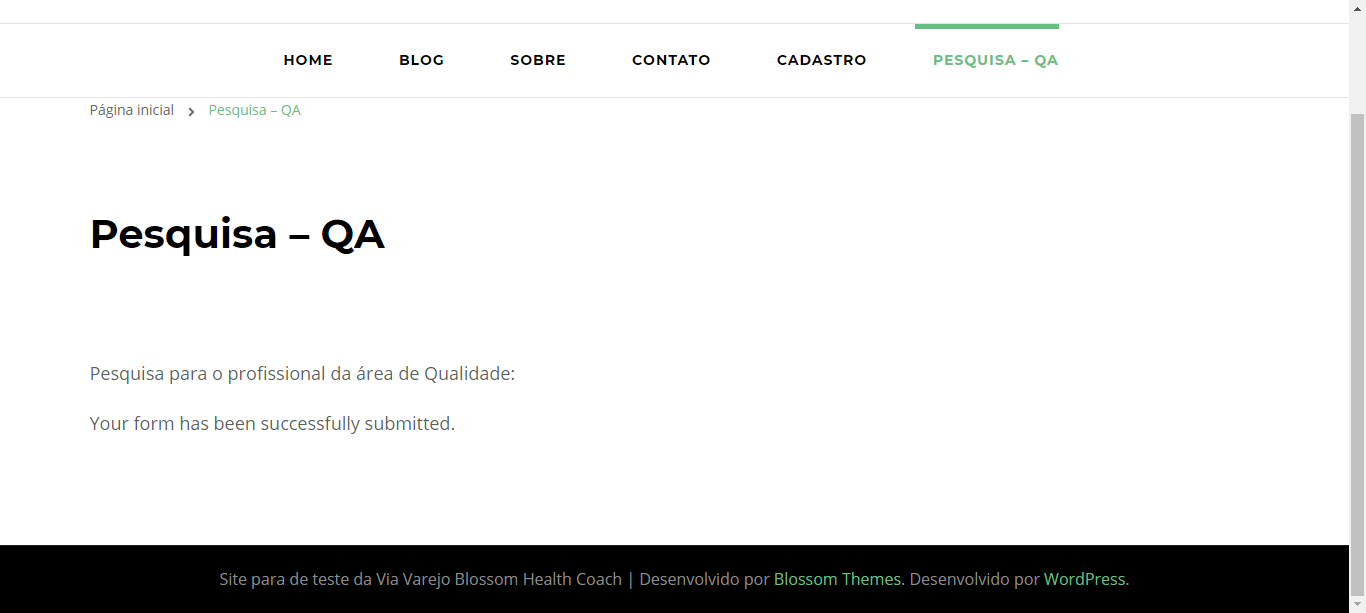 HOME BLOG SOBRE CONTATO CADASTRO PESQUISA – QA
Página inicial > Pesquisa – QA
Pesquisa – QA
Pesquisa para o profissional da área de Qualidade:
Your form has been successfully submitted.
Site para de teste da Via Varejo Blossom Health Coach | Desenvolvido por Blossom Themes. Desenvolvido por WordPress.